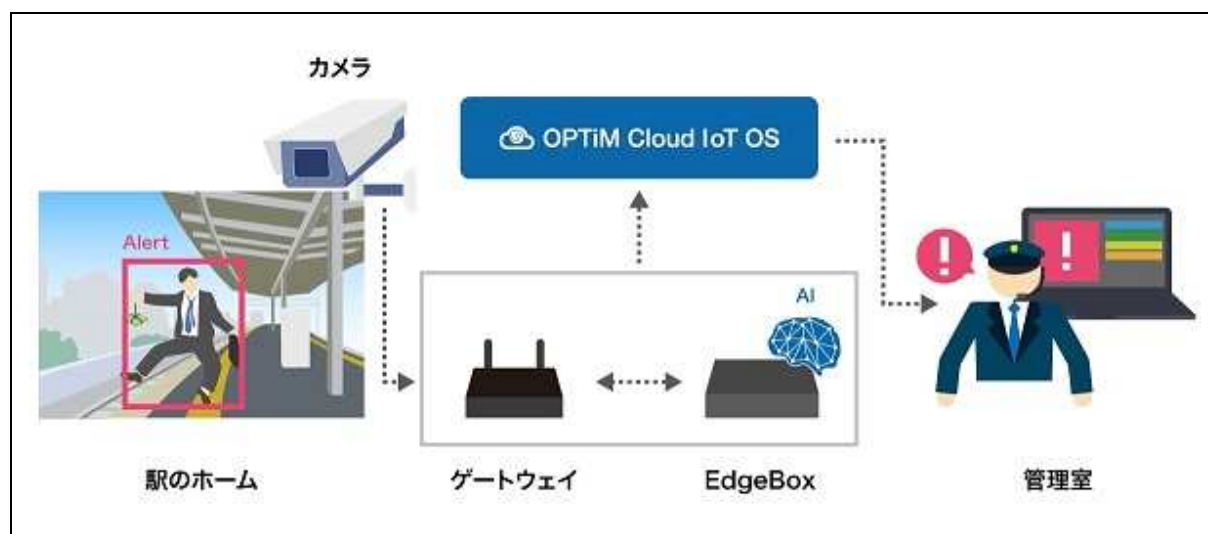 カメラ
OPTiM Cloud IoT OS
Alert
!
!
AI
駅のホーム
ゲートウェイ
EdgeBox
管理室